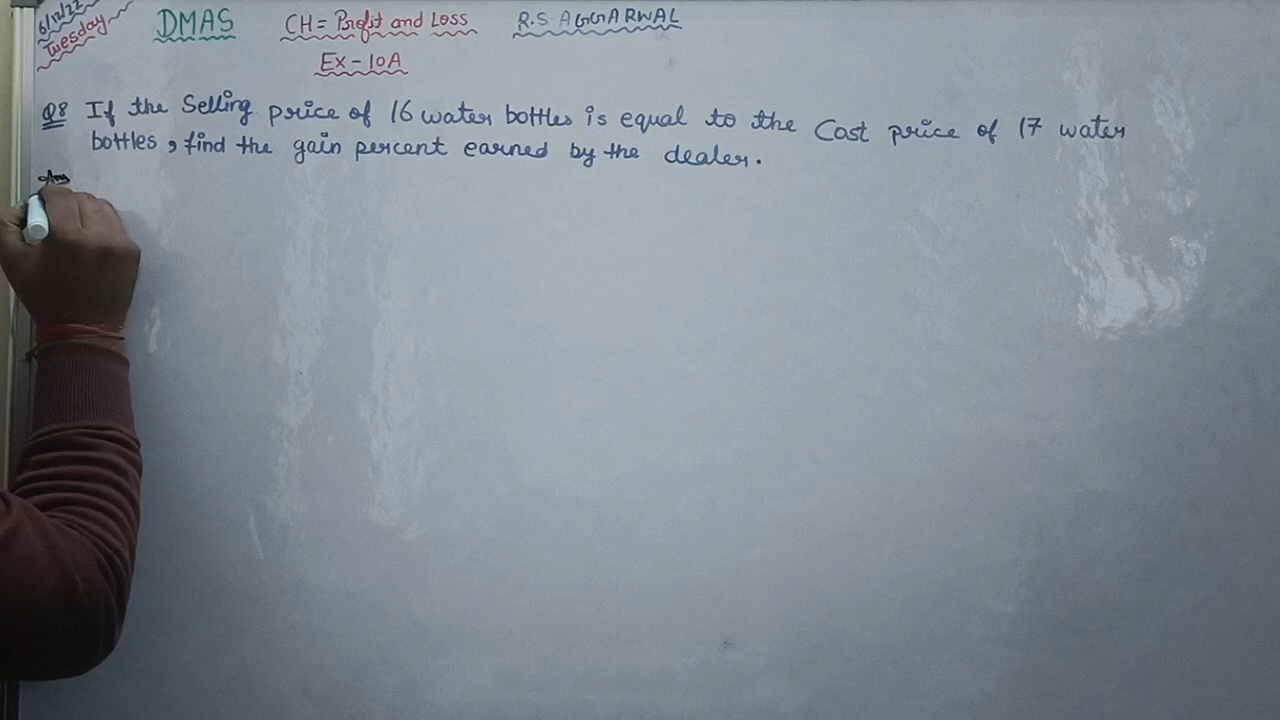 6/12/22
Tuesday
DMAS CH = Profit and Loss R.S. AGGARWAL
Ex - 10A
Q8 If the Selling price of 16 water bottles is equal to the Cost price of 17 water
bottles, find the gain percent earned by the dealer.
Ans